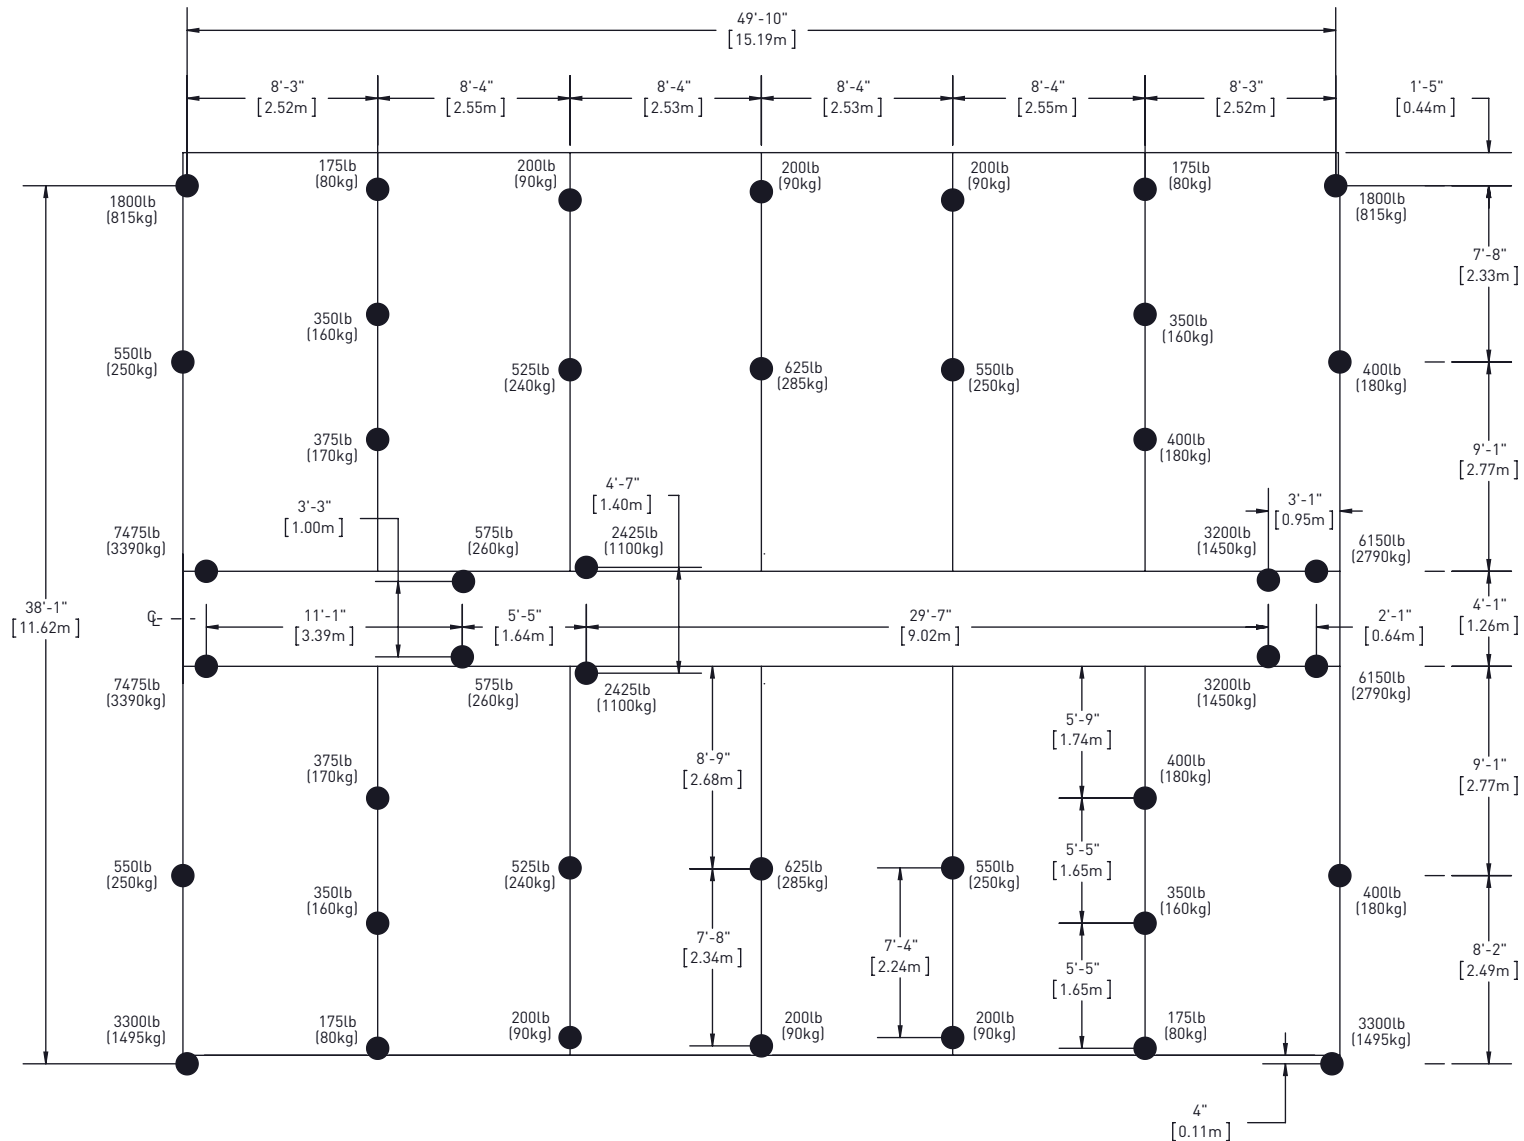 49'-10"
[15.19m]
8'-3"
[2.52m]
8'-4"
[2.55m]
8'-4"
[2.53m]
8'-4"
[2.53m]
8'-4"
[2.55m]
8'-3"
[2.52m]
1'-5"
[0.44m]
1800lb
(815kg)
175lb
(80kg)
200lb
(90kg)
200lb
(90kg)
200lb
(90kg)
175lb
(80kg)
1800lb
(815kg)
7'-8"
[2.33m]
550lb
(250kg)
350lb
(160kg)
525lb
(240kg)
625lb
(285kg)
550lb
(250kg)
350lb
(160kg)
400lb
(180kg)
375lb
(170kg)
400lb
(180kg)
9'-1"
[2.77m]
3'-3"
[1.00m]
4'-7"
[1.40m]
3'-1"
[0.95m]
7475lb
(3390kg)
575lb
(260kg)
2425lb
(1100kg)
3200lb
(1450kg)
6150lb
(2790kg)
38'-1"
[11.62m]
℄
11'-1"
[3.39m]
5'-5"
[1.64m]
29'-7"
[9.02m]
2'-1"
[0.64m]
4'-1"
[1.26m]
7475lb
(3390kg)
575lb
(260kg)
2425lb
(1100kg)
3200lb
(1450kg)
6150lb
(2790kg)
375lb
(170kg)
8'-9"
[2.68m]
5'-9"
[1.74m]
400lb
(180kg)
9'-1"
[2.77m]
550lb
(250kg)
350lb
(160kg)
525lb
(240kg)
625lb
(285kg)
550lb
(250kg)
5'-5"
[1.65m]
350lb
(160kg)
400lb
(180kg)
7'-8"
[2.34m]
7'-4"
[2.24m]
5'-5"
[1.65m]
8'-2"
[2.49m]
3300lb
(1495kg)
175lb
(80kg)
200lb
(90kg)
200lb
(90kg)
200lb
(90kg)
175lb
(80kg)
3300lb
(1495kg)
4"
[0.11m]